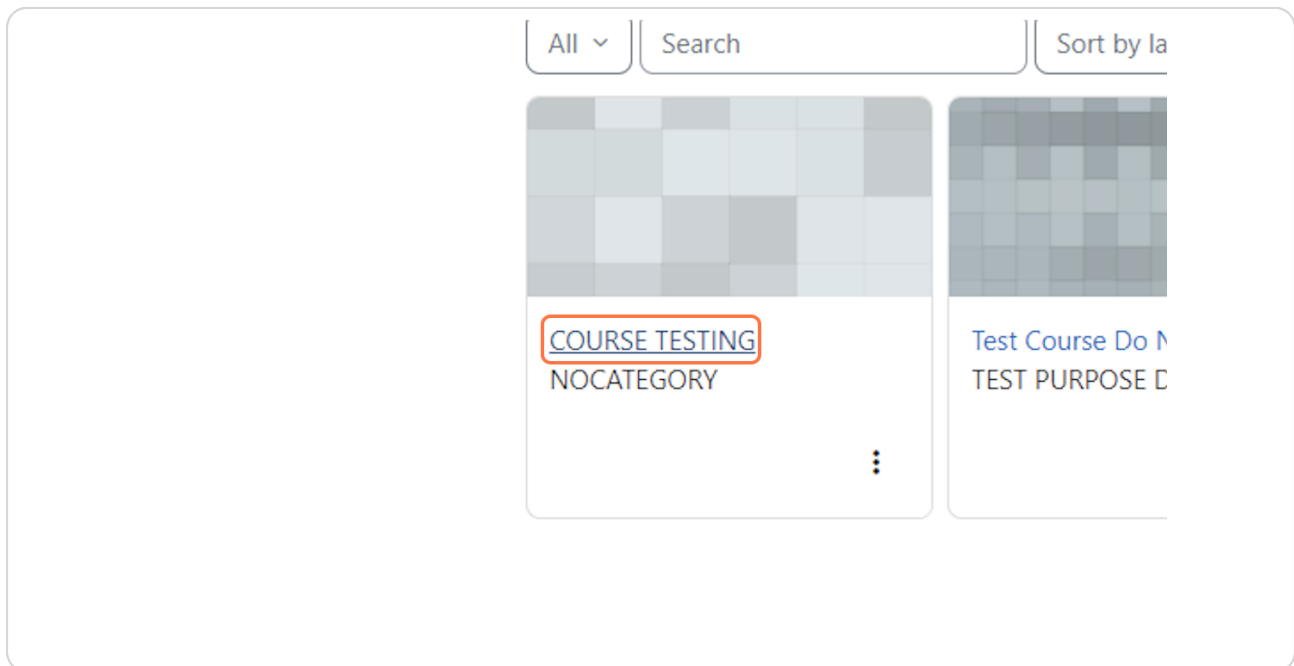 All
Search
Sort by la
COURSE TESTING
NOCATEGORY
Test Course Do
TEST PURPOSE